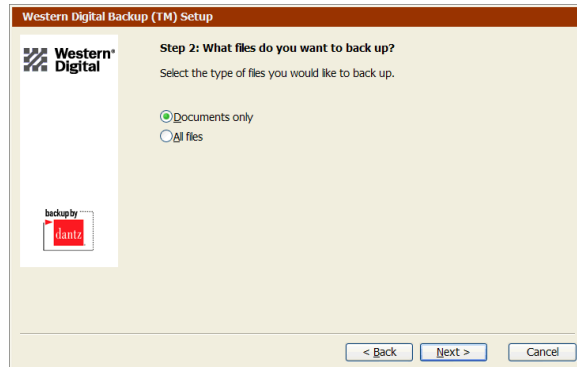 Western Digital Backup (TM) Setup
Western®
Digital
Step 2: What files do you want to back up?
Select the type of files you would like to back up.
Documents only
All files
backup by
dantz
< Back
Next >
Cancel